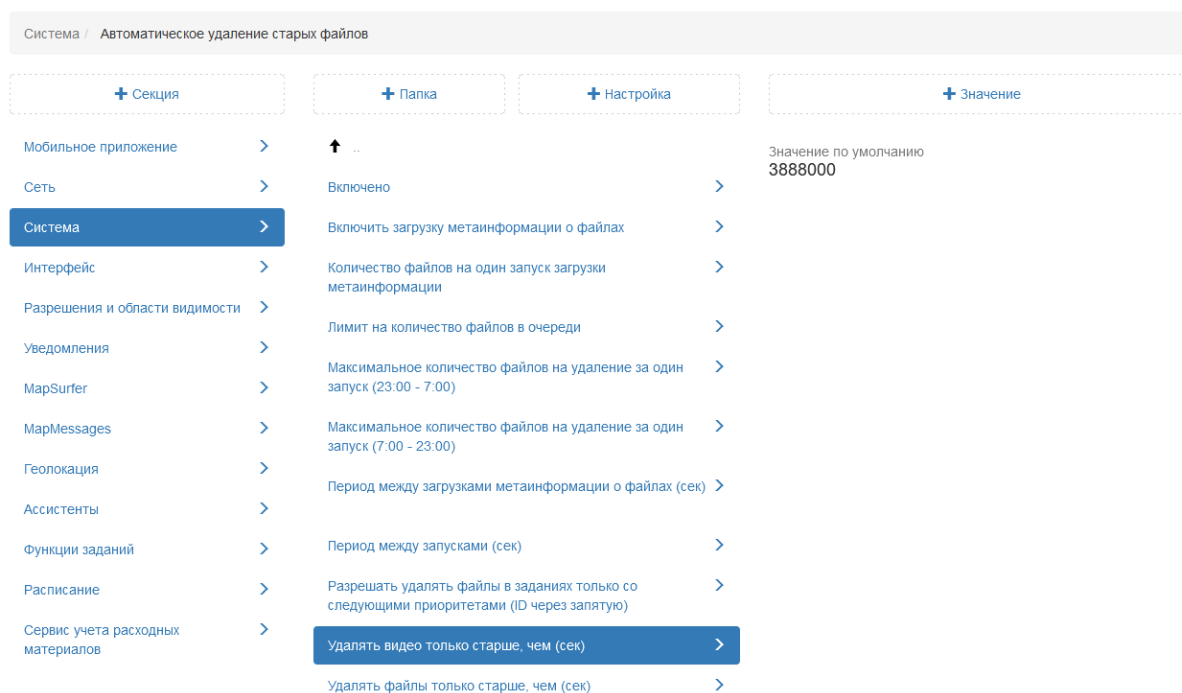 Система / Автоматическое удаление старых файлов
Секция
Папка
Настройка
Значение
Мобильное приложение
Сеть
Система
Интерфейс
Разрешения и области видимости
Уведомления
MapSurfer
MapMessages
Геолокация
Ассистенты
Функции заданий
Расписание
Сервис учета расходных
материалов
..
Включено
Включить загрузку метаинформации о файлах
Количество файлов на один запуск загрузки
метаинформации
Лимит на количество файлов в очереди
Максимальное количество файлов на удаление за один
запуск (23:00 - 7:00)
Максимальное количество файлов на удаление за один
запуск (7:00 - 23:00)
Период между загрузками метаинформации о файлах (сек)
Период между запусками (сек)
Разрешать удалять файлы в заданиях только со
следующими приоритетами (ID через запятую)
Удалять видео только старше, чем (сек)
Удалять файлы только старше, чем (сек)
Значение по умолчанию
3888000